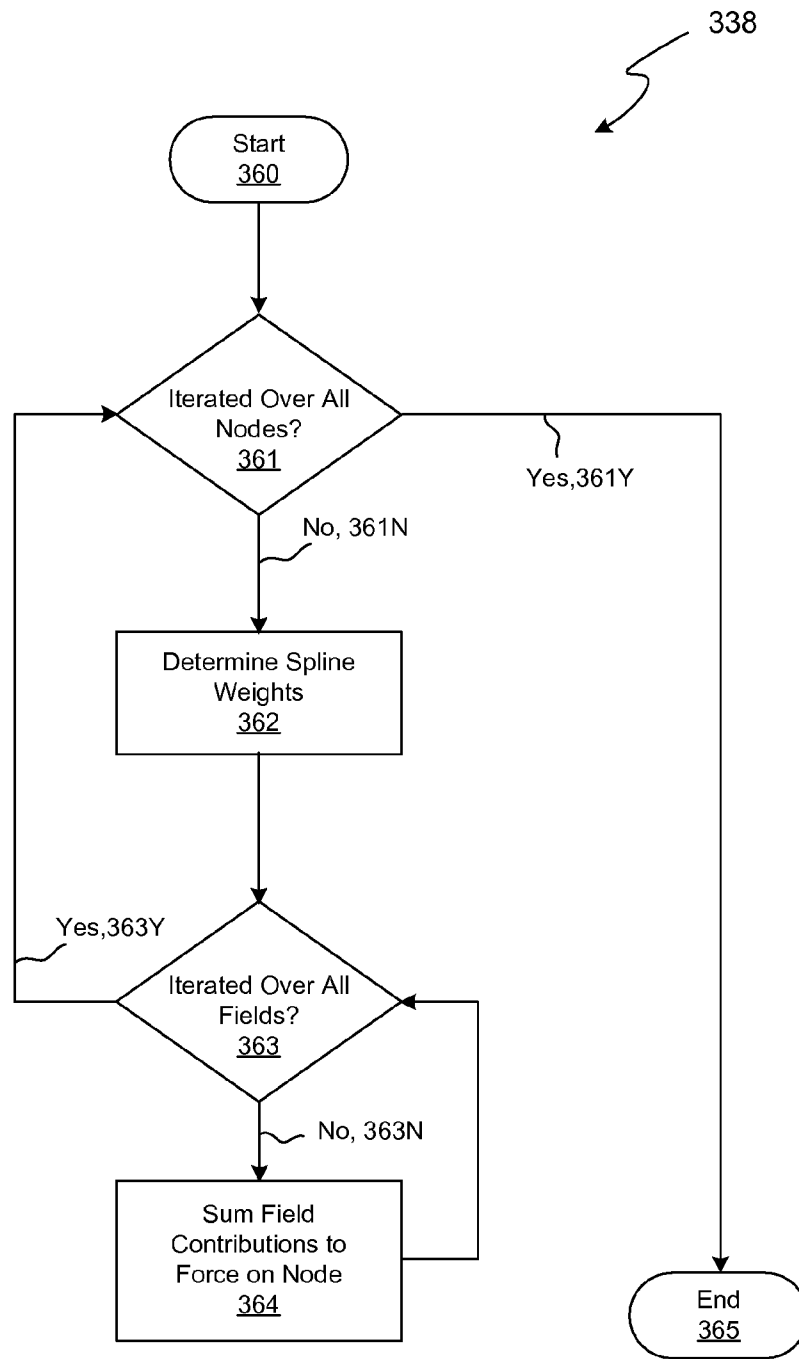 338
Start
360
Iterated Over All
Nodes?
361
Yes,361Y
No, 361N
Determine Spline
Weights
362
Yes,363Y
Iterated Over All
Fields?
363
No, 363N
Sum Field
Contributions to
Force on Node
364
End
365